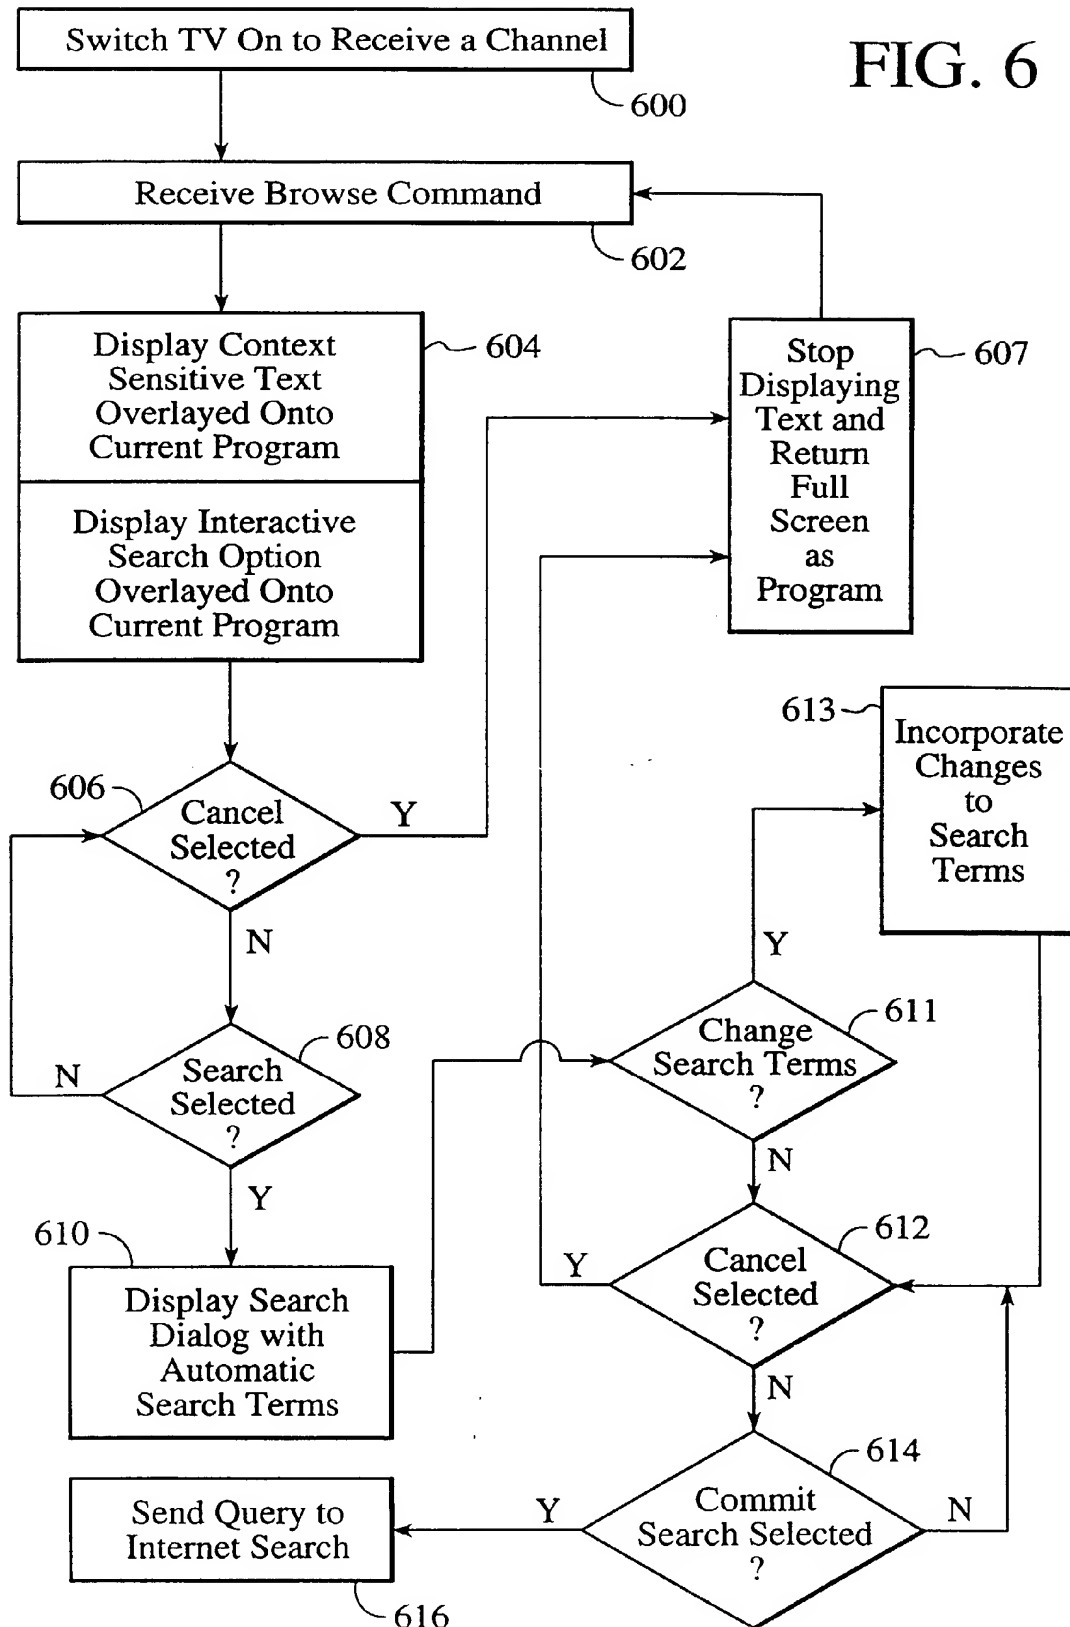 FIG. 6
Switch TV On to Receive a Channel
600
Receive Browse Command
602
Display Context
Sensitive Text
Overlayed Onto
Current Program
604
Display Interactive
Search Option
Overlayed Onto
Current Program
Stop
Displaying
Text and
Return
Full
Screen
as
Program
607
606
Cancel
Selected
?
Y
N
608
Search
Selected
?
N
Y
610
Display Search
Dialog with
Automatic
Search Terms
613
Incorporate
Changes
to
Search
Terms
Y
611
Change
Search Terms
?
N
612
Cancel
Selected
?
Y
N
614
Commit
Search Selected
?
Y
N
Send Query to
Internet Search
616